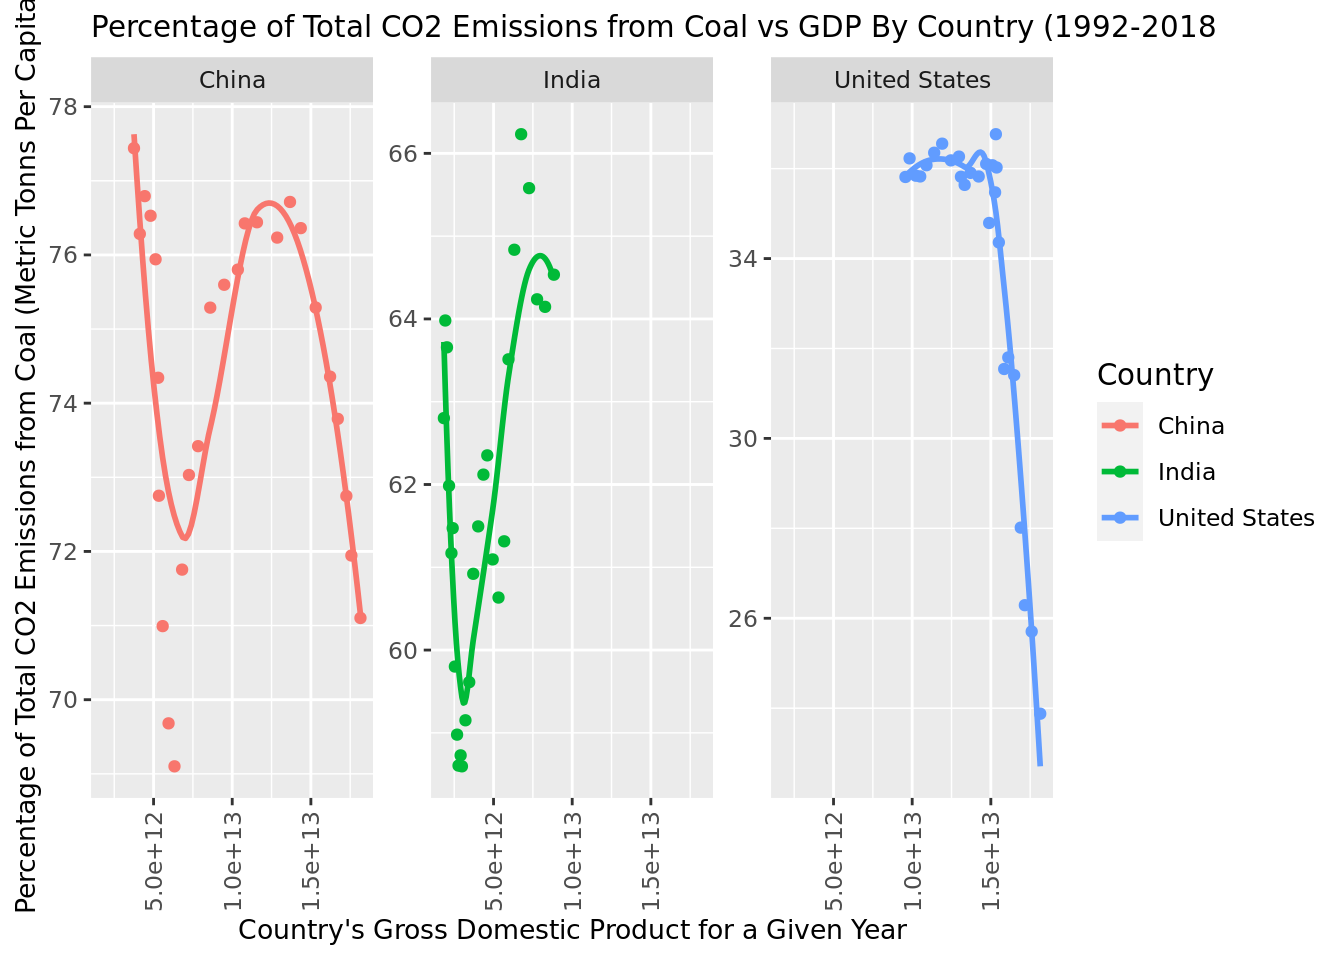 Percentage of Total CO2 Emissions from Coal vs GDP By Country (1992-2018
Percentage of Total CO2 Emissions from Coal (Metric Tonns Per Capita
China
India
United States
78
76
74
72
70
66
64
62
60
34
30
26
5.0e+12
1.0e+13
1.5e+13
5.0e+12
1.0e+13
1.5e+13
5.0e+12
1.0e+13
1.5e+13
Country's Gross Domestic Product for a Given Year
Country
China
India
United States